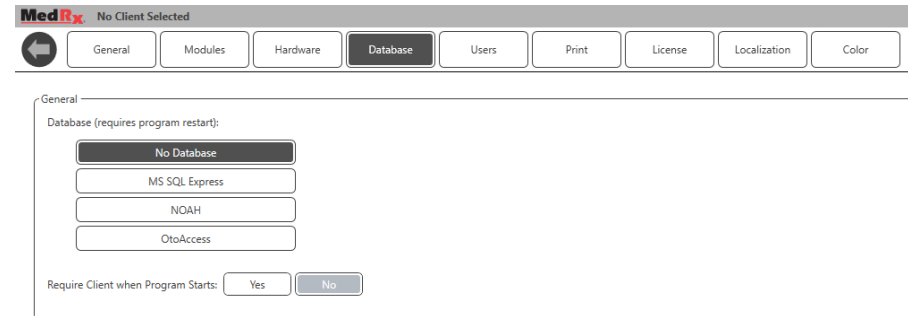 MedRx No Client Selected
General Modules Hardware Database Users Print License Localization Color
General
Database (requires program restart):
No Database
MS SQL Express
NOAH
OtoAccess
Require Client when Program Starts: Yes No